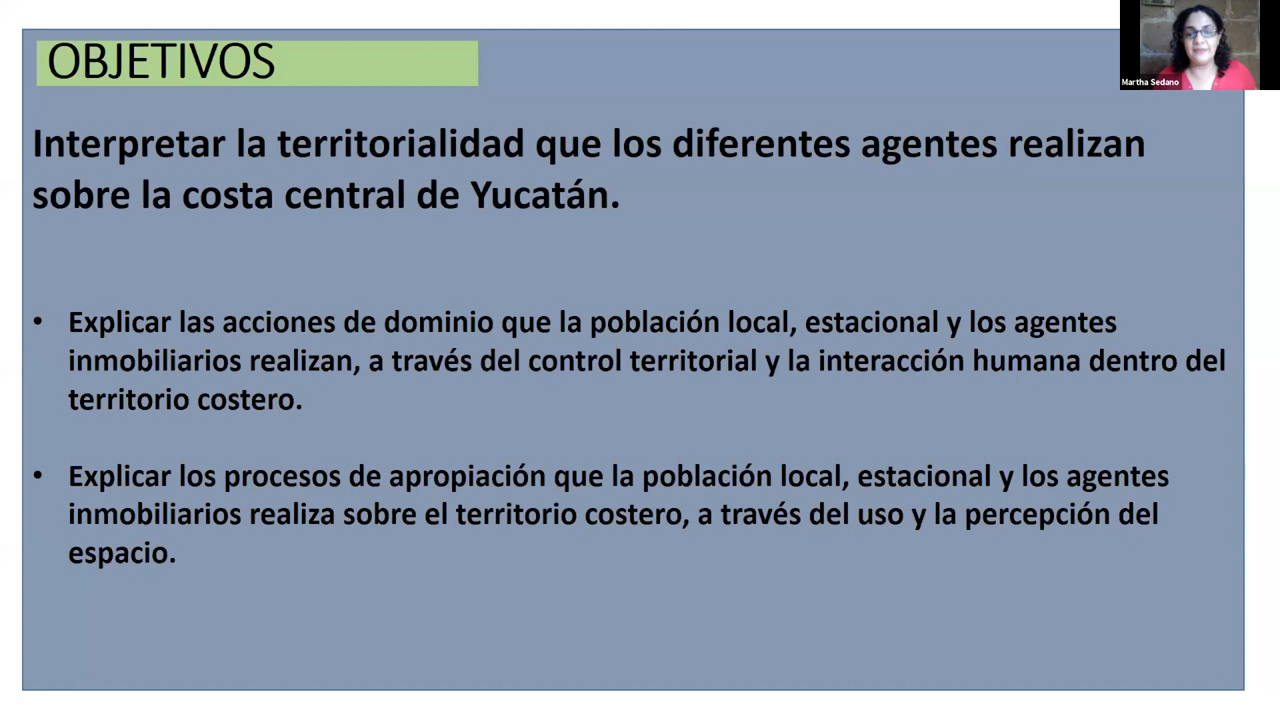 OBJETIVOS
Martha Sedano
Interpretar la territorialidad que los diferentes agentes realizan
sobre la costa central de Yucatán.
• Explicar las acciones de dominio que la población local, estacional y los agentes
inmobiliarios realizan, a través del control territorial y la interacción humana dentro del
territorio costero.
• Explicar los procesos de apropiación que la población local, estacional y los agentes
inmobiliarios realiza sobre el territorio costero, a través del uso y la percepción del
espacio.